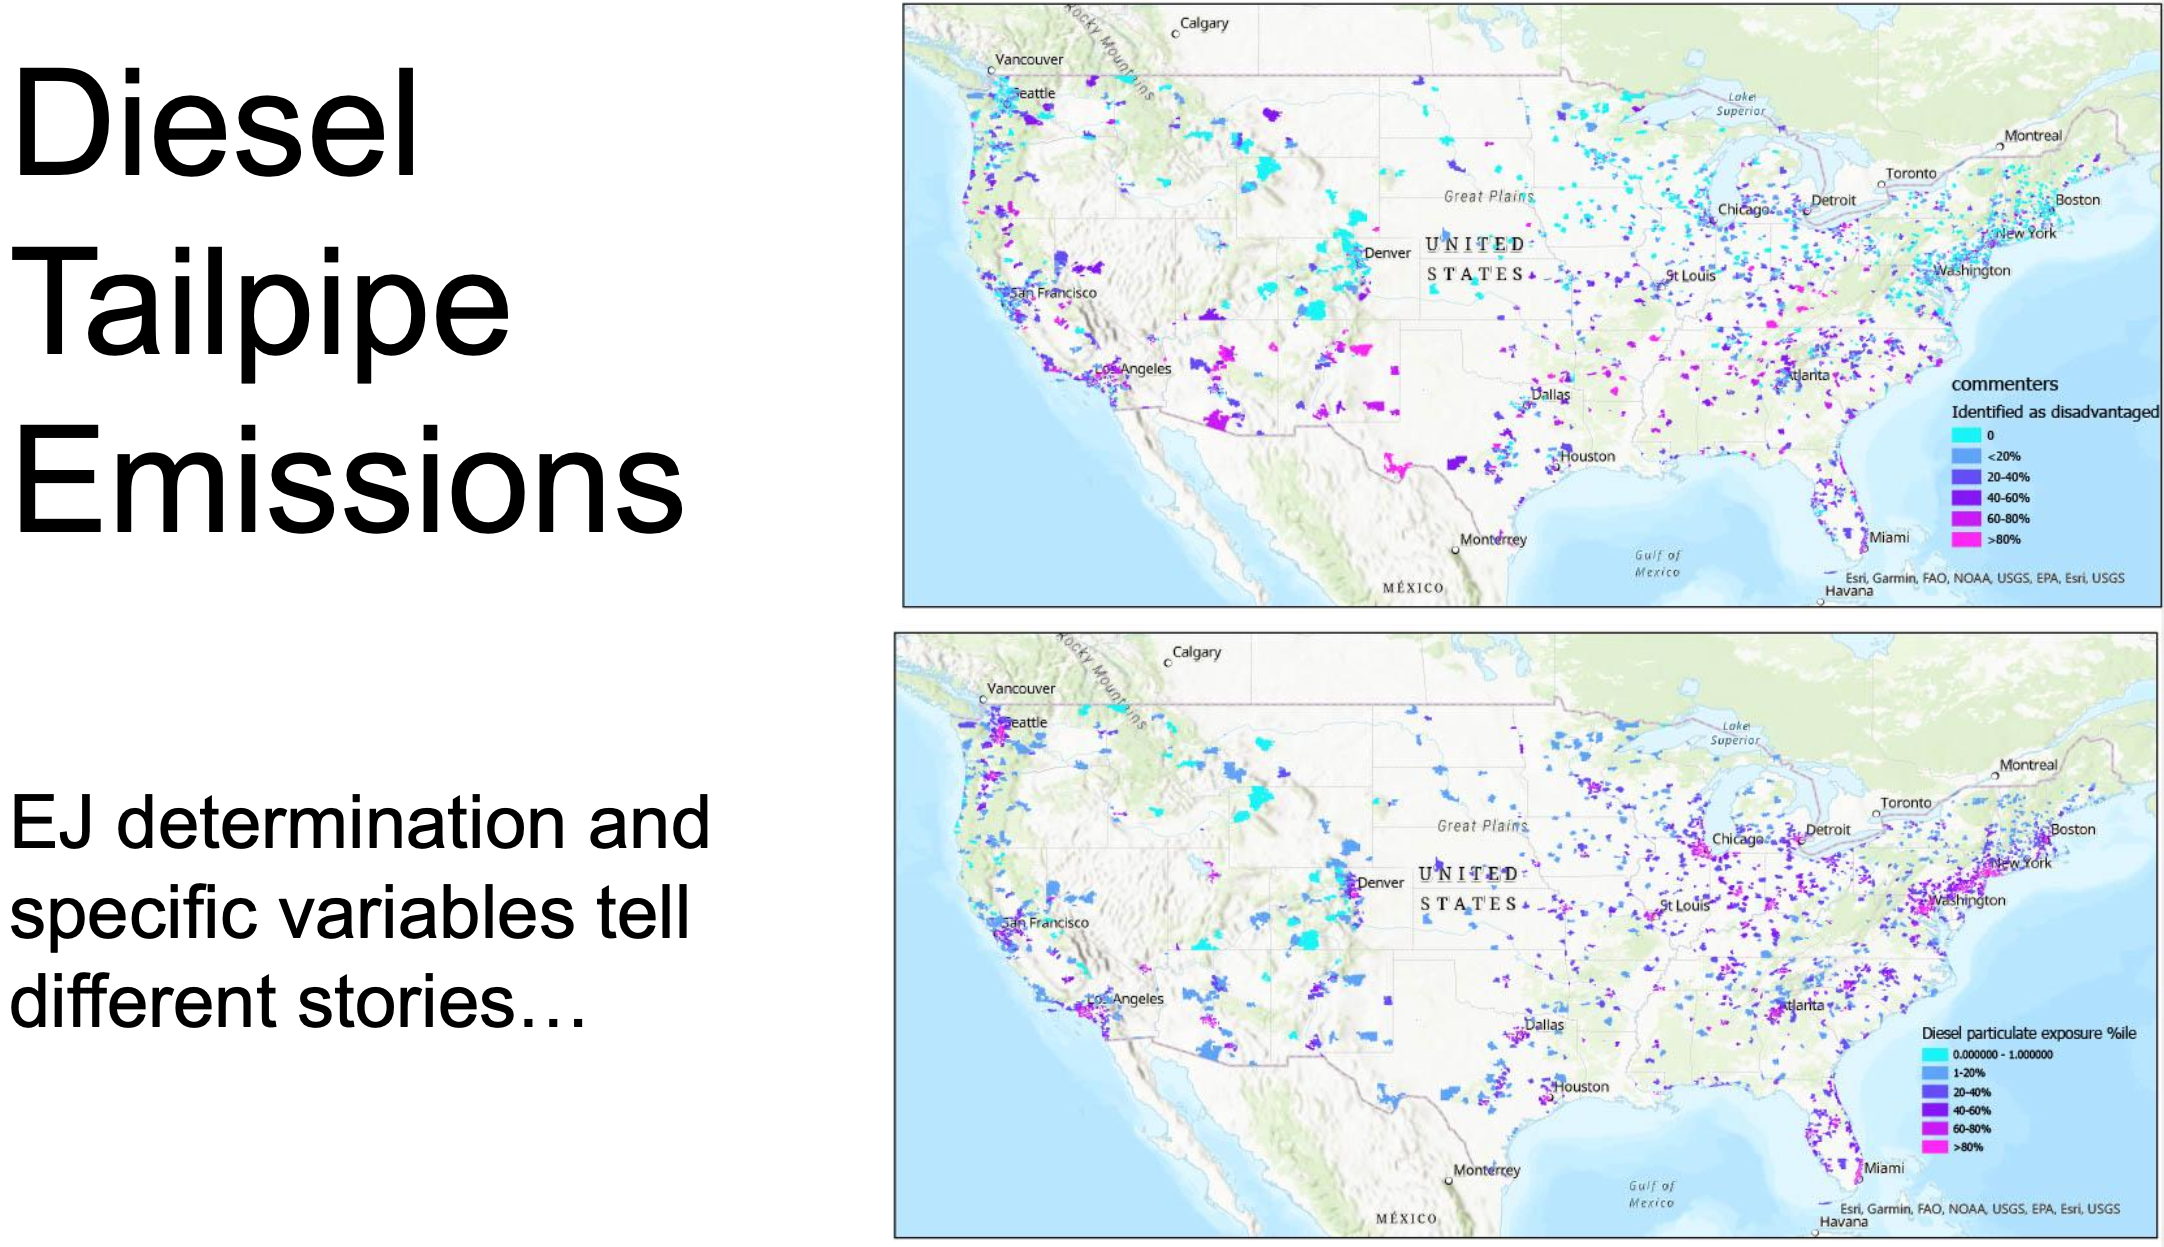 Diesel
Tailpipe
Emissions
EJ determination and
specific variables tell
different stories…
Rocky Mountains
Calgary
Vancouver
Seattle
Lake
Superior
Montreal
Toronto
Great Plains
Chicago
Detroit
Boston
New York
UNITED
STATES
Denver
St Louis
Washington
San Francisco
Los Angeles
Atlanta
Dallas
Houston
Monterrey
MÉXICO
Gulf of
Mexico
Miami
Havana
commenters
Identified as disadvantaged
0
<20%
20-40%
40-60%
60-80%
>80%
Esri, Garmin, FAO, NOAA, USGS, EPA, Esri, USGS
Rocky Mountains
Calgary
Vancouver
Seattle
Lake
Superior
Montreal
Toronto
Great Plains
Chicago
Detroit
Boston
New York
UNITED
STATES
Denver
St Louis
Washington
San Francisco
Los Angeles
Atlanta
Dallas
Houston
Monterrey
MÉXICO
Gulf of
Mexico
Miami
Havana
Diesel particulate exposure %ile
0.000000 - 1.000000
1-20%
20-40%
40-60%
60-80%
>80%
Esri, Garmin, FAO, NOAA, USGS, EPA, Esri, USGS